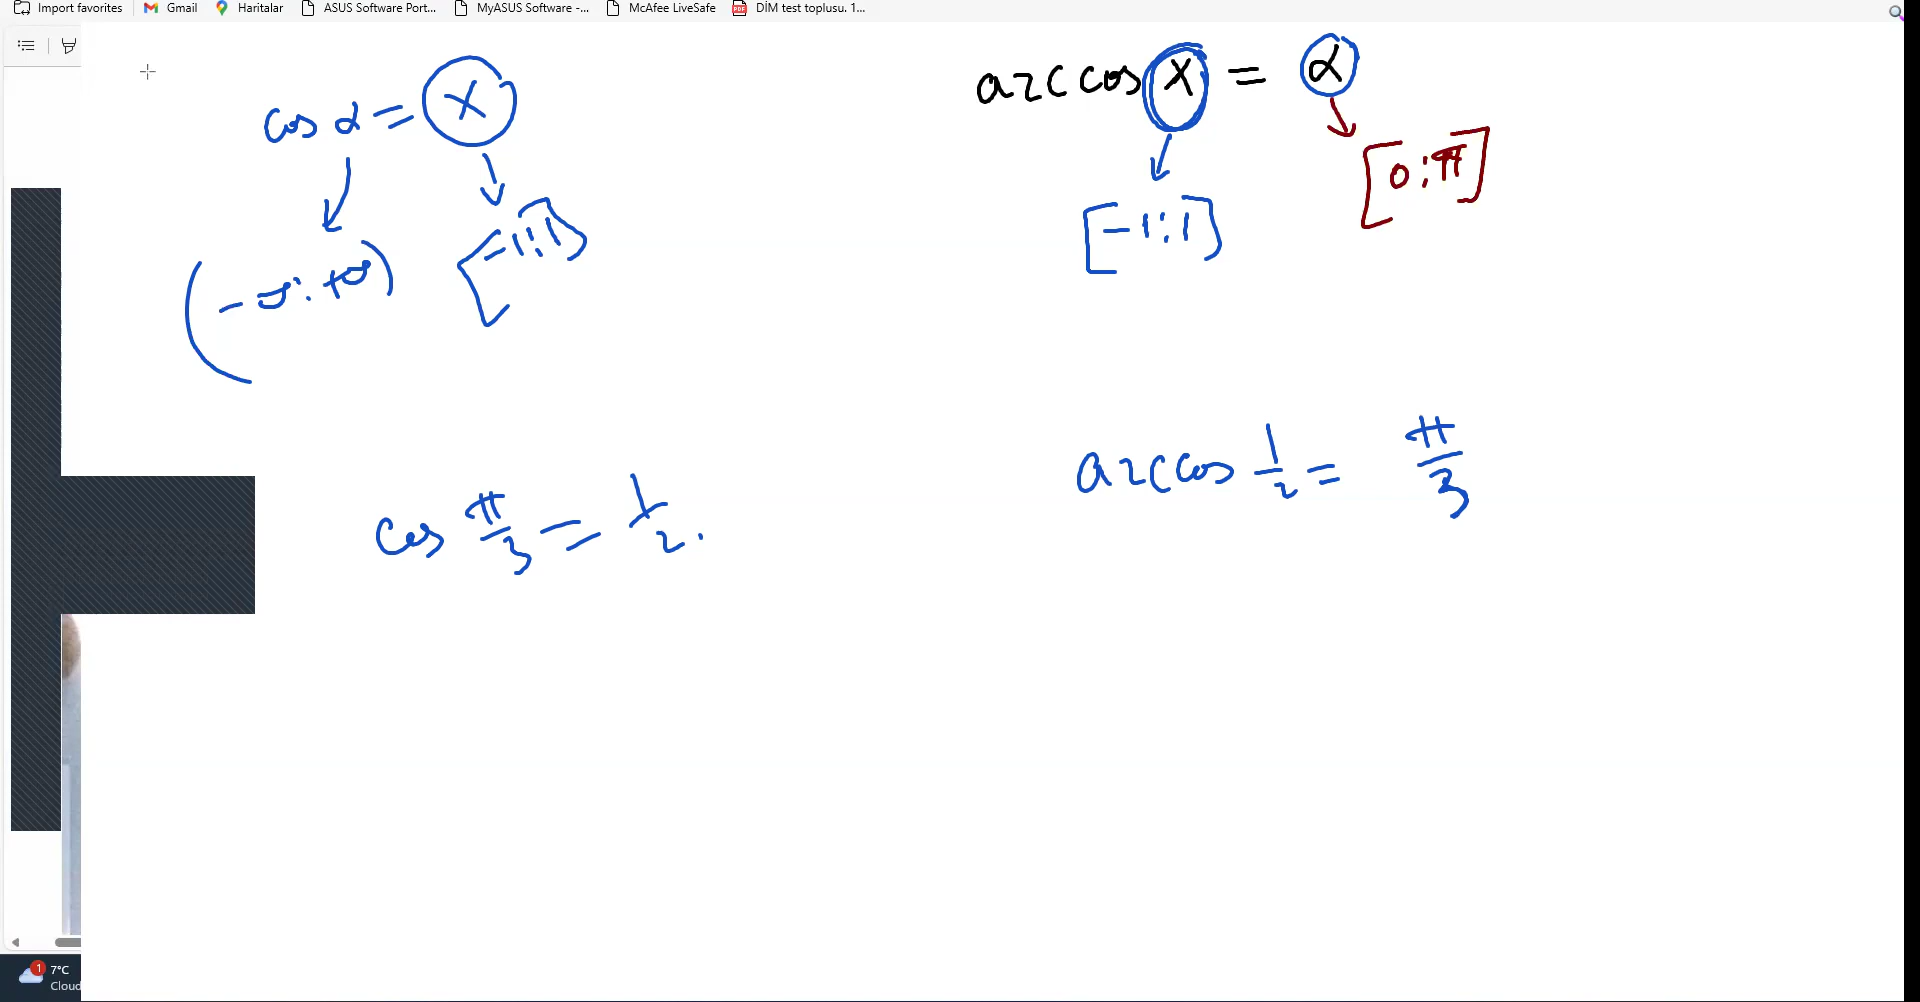 Import favorites Gmail Haritalar ASUS Software Port... MyASUS Software -... McAfee LiveSafe DİM test toplusu. 1...
cos α = x
(-∞; +∞) [-1;1]
arccos x = α
[-1;1] [0;π]
cos π/3 = 1/2.
arccos 1/2 = π/3
1
7°C
Cloud